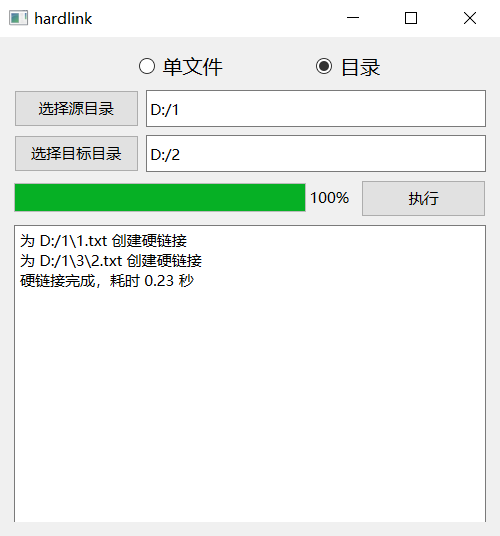 hardlink
单文件 目录
选择源目录 D:/1
选择目标目录 D:/2
100% 执行
为 D:/1\1.txt 创建硬链接
为 D:/1\3\2.txt 创建硬链接
硬链接完成，耗时 0.23 秒